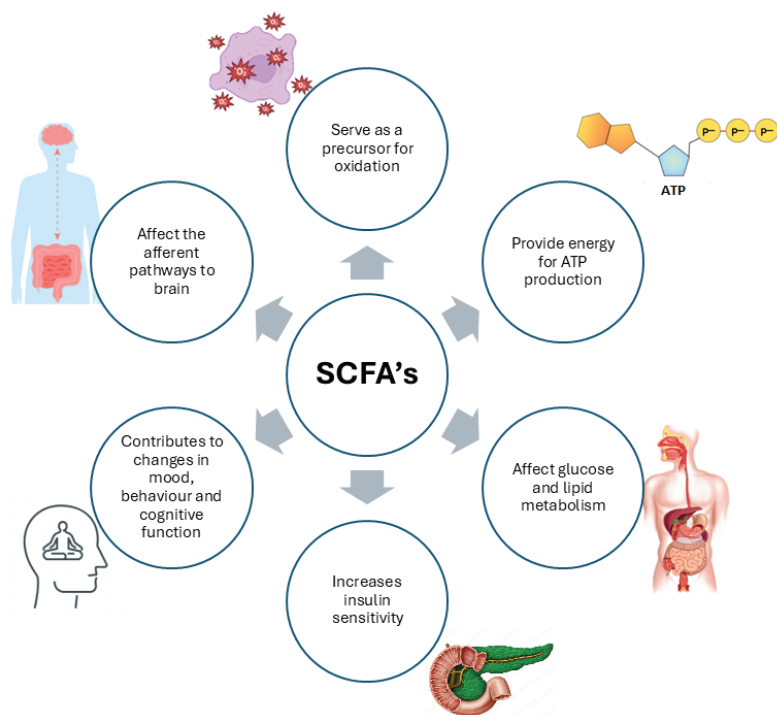 Serve as a
precursor for
oxidation
P~
P~
P~
ATP
Affect the
afferent
pathways to
brain
Provide energy
for ATP
production
SCFA's
Contributes to
changes in
mood,
behaviour and
cognitive
function
Affect glucose
and lipid
metabolism
Increases
insulin
sensitivity